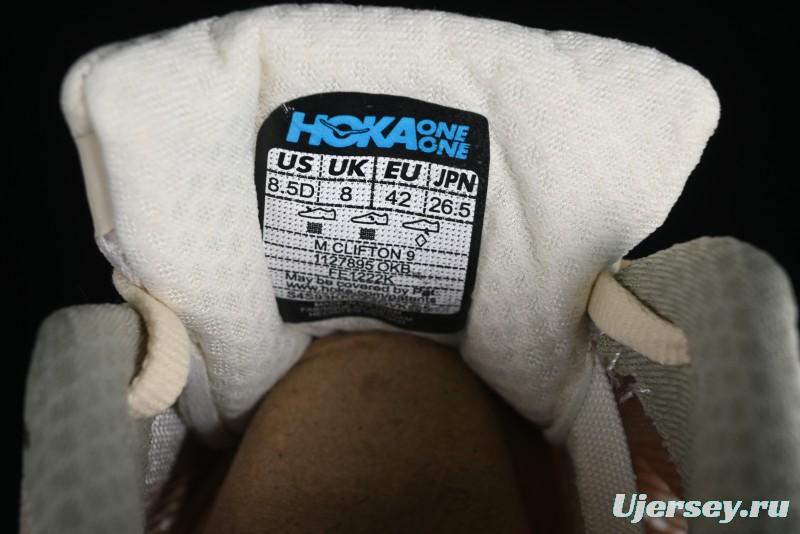 HOKA ONE ONE
US UK EU JPN
8.5D 8 42 26.5
M CLIFTON 9
1127895 OKB
FF1222K
May be covered by Pat.
Ujersey.ru